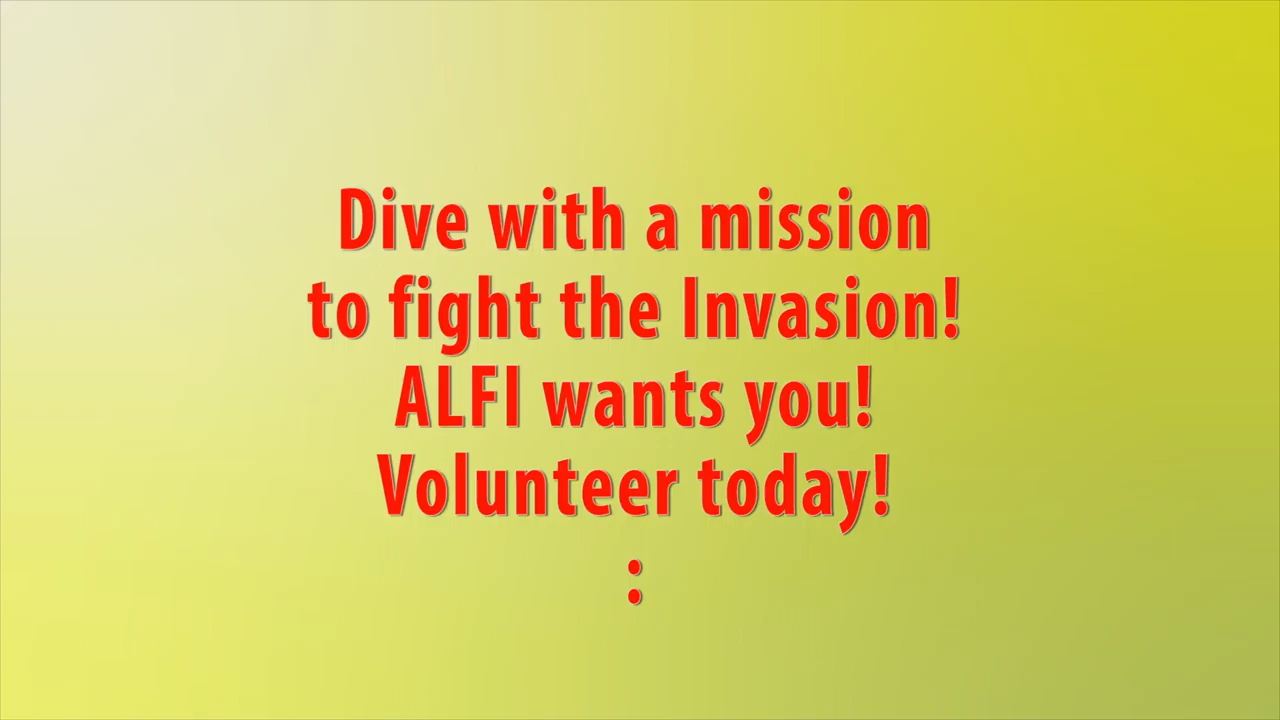 Dive with a mission
to fight the Invasion!
ALFI wants you!
Volunteer today!
: